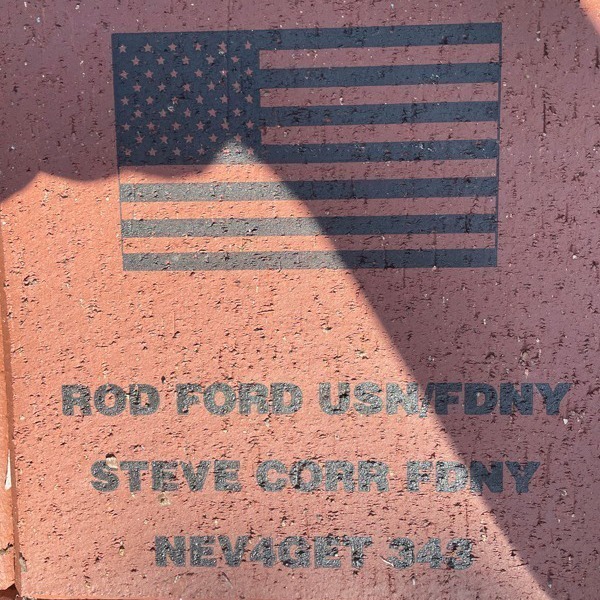 ROD FORD USN/FDNY
STEVE CORR FDNY
NEV4GET 343